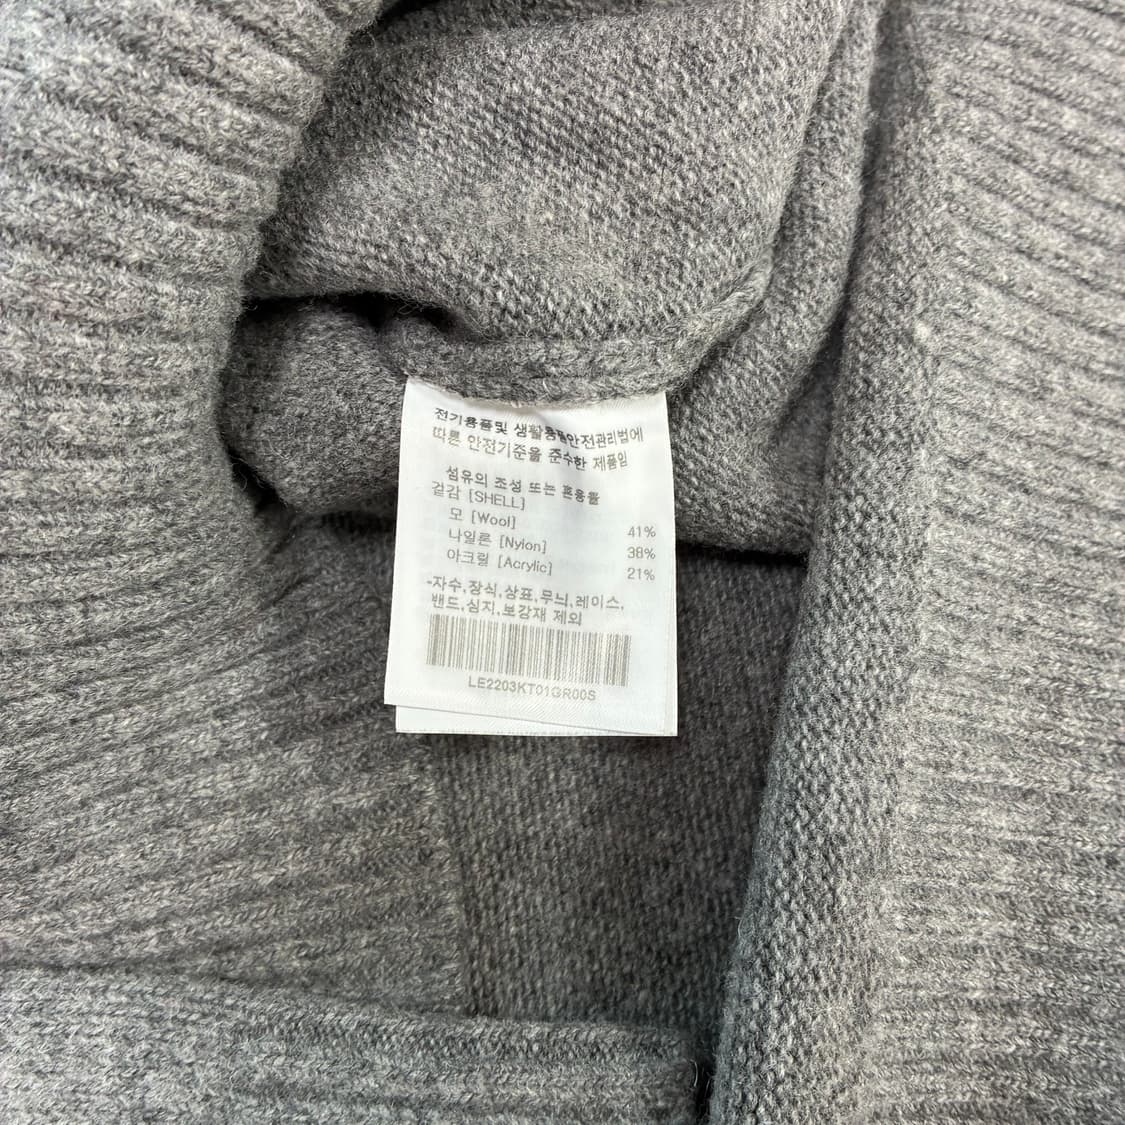 전기용품및 생활용품안전관리법에
따른 안전기준을 준수한 제품임
섬유의 조성 또는 혼용률
겉감 [SHELL]
모 [Wool] 41%
나일론 [Nylon] 38%
아크릴 [Acrylic] 21%
-자수,장식,상표,무늬,레이스,
밴드,심지,보강재 제외
LE2203KT01GR00S